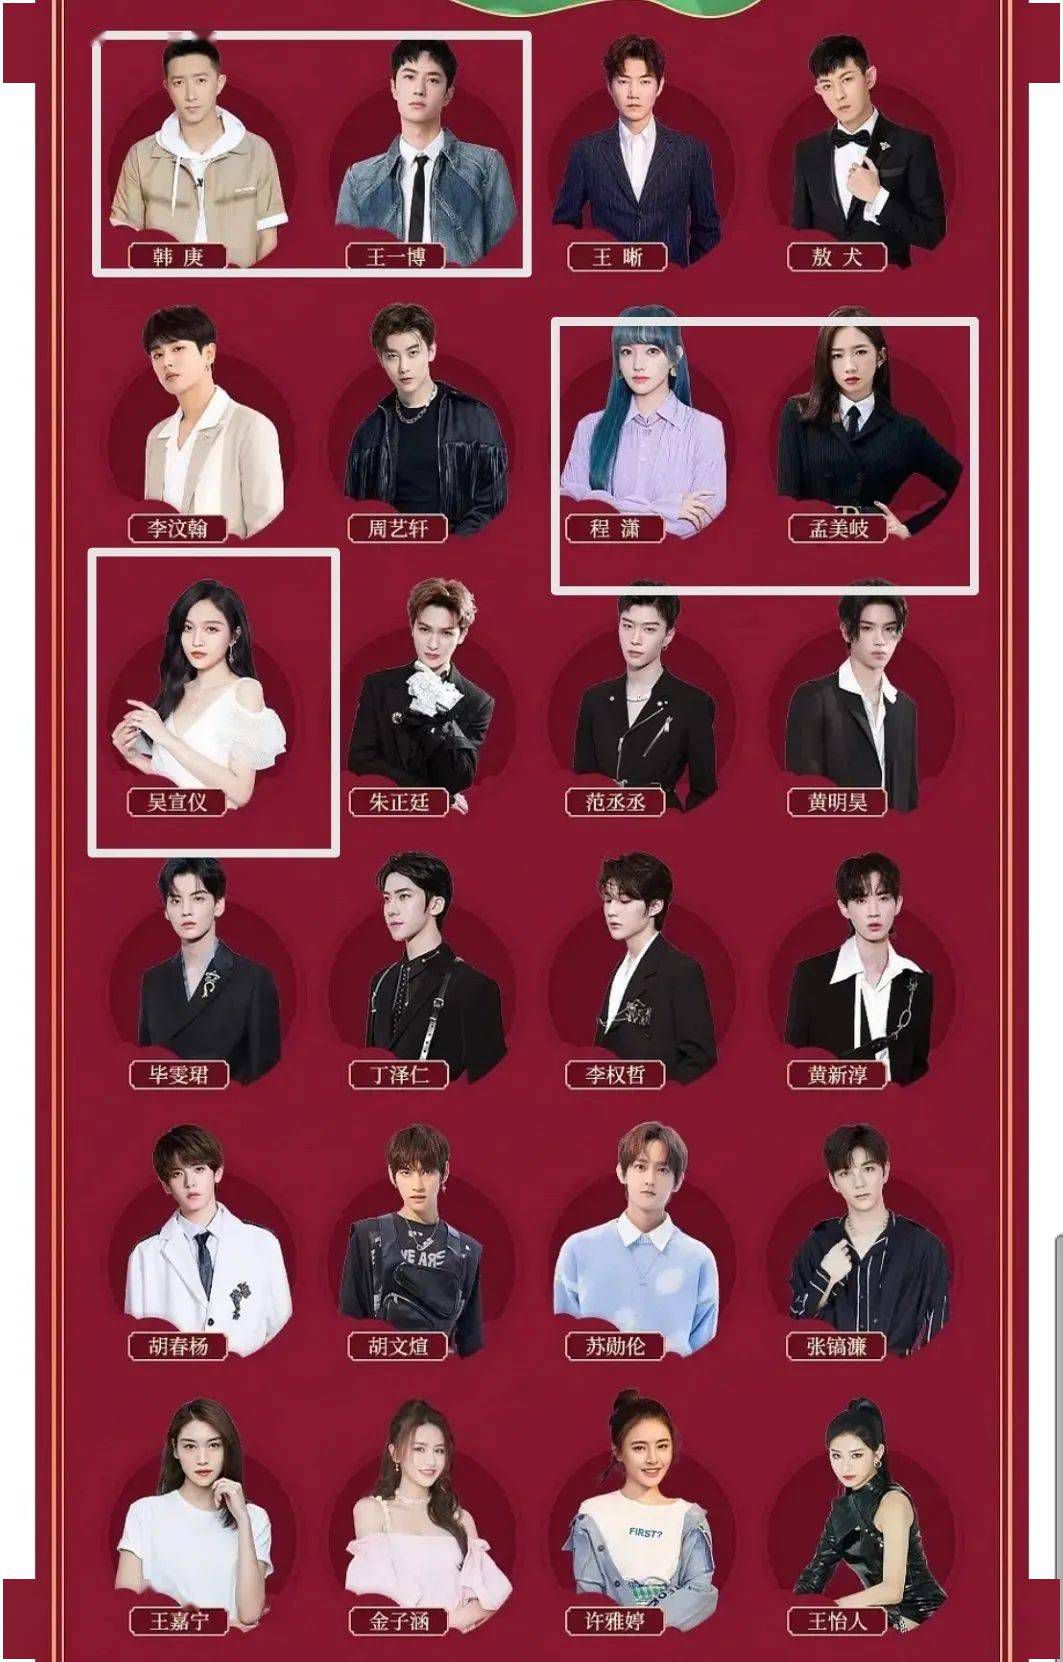 韩庚
王一博
王晰
敖犬
李汶翰
周艺轩
程潇
孟美岐
吴宣仪
朱正廷
范丞丞
黄明昊
毕雯珺
丁泽仁
李权哲
黄新淳
胡春杨
WE ARE
胡文煊
苏勋伦
张镐濂
王嘉宁
金子涵
FIRST?
许雅婷
王怡人